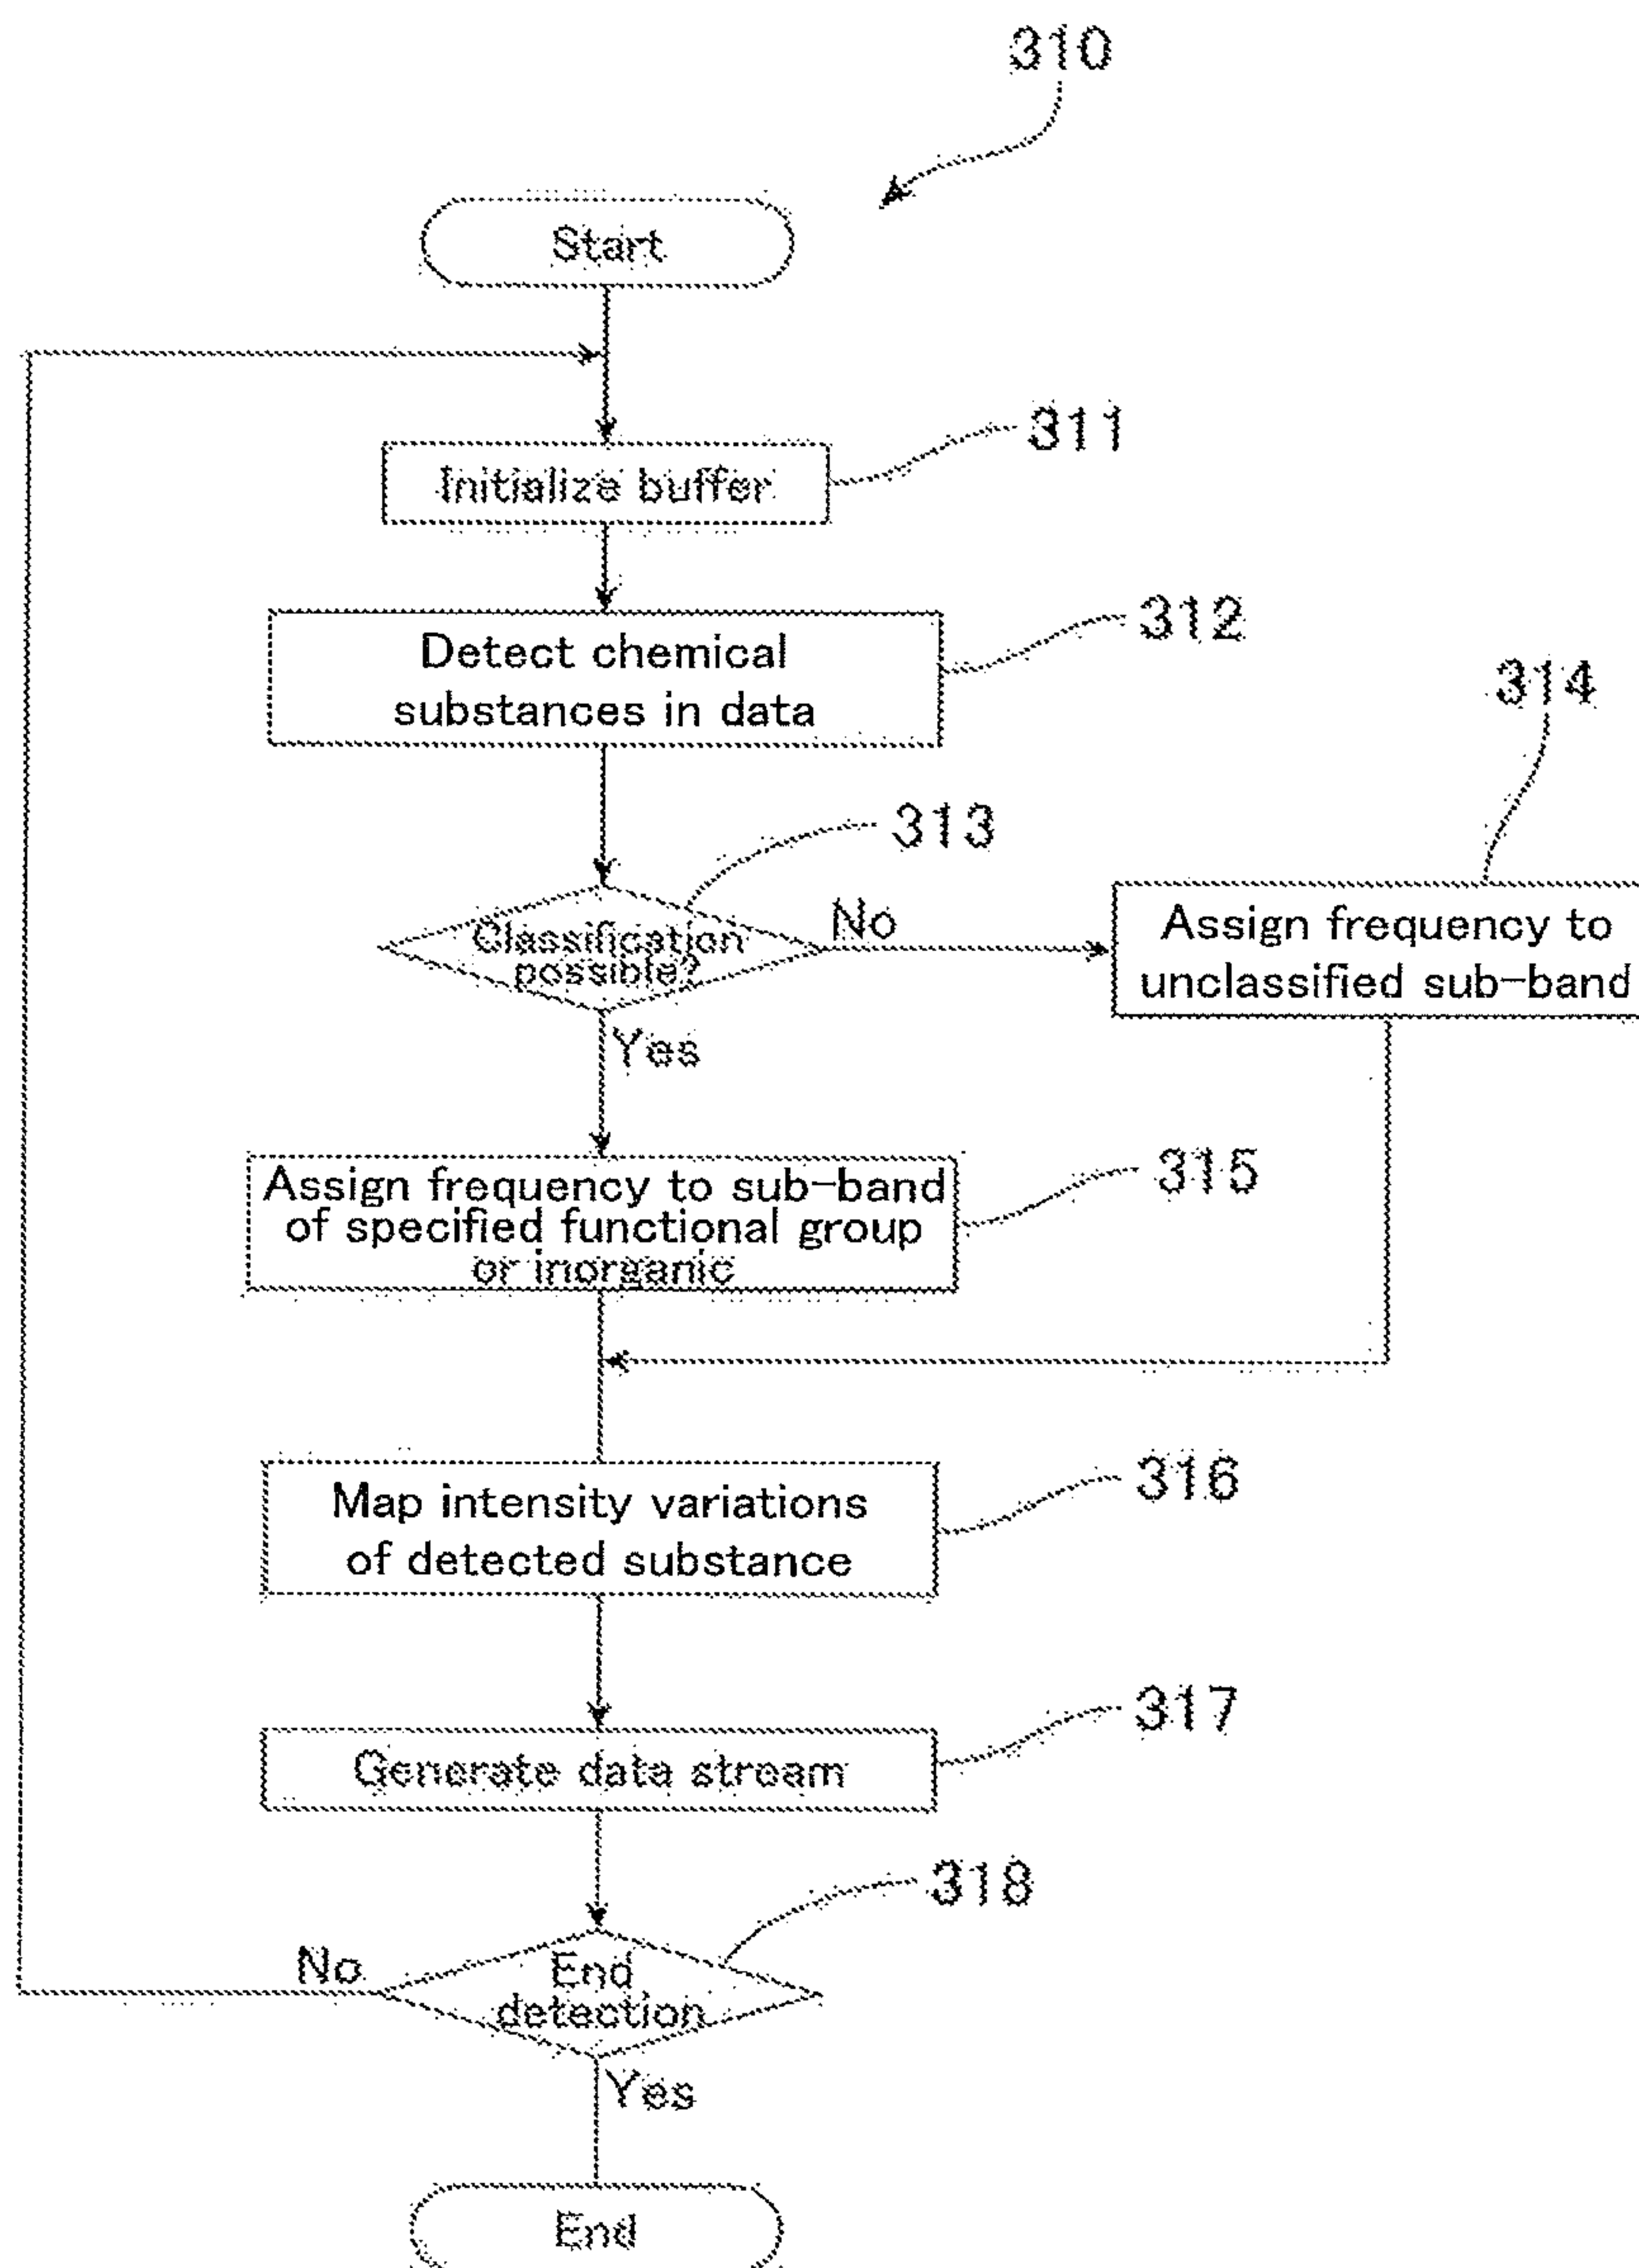 310
Start
311
Initialize buffer
312
Detect chemical
substances in data
314
313
Classification
possible?
No
Assign frequency to
unclassified sub-band
Yes
315
Assign frequency to sub-band
of specified functional group
or inorganic
316
Map intensity variations
of detected substance
317
Generate data stream
318
No
End
detection
Yes
End